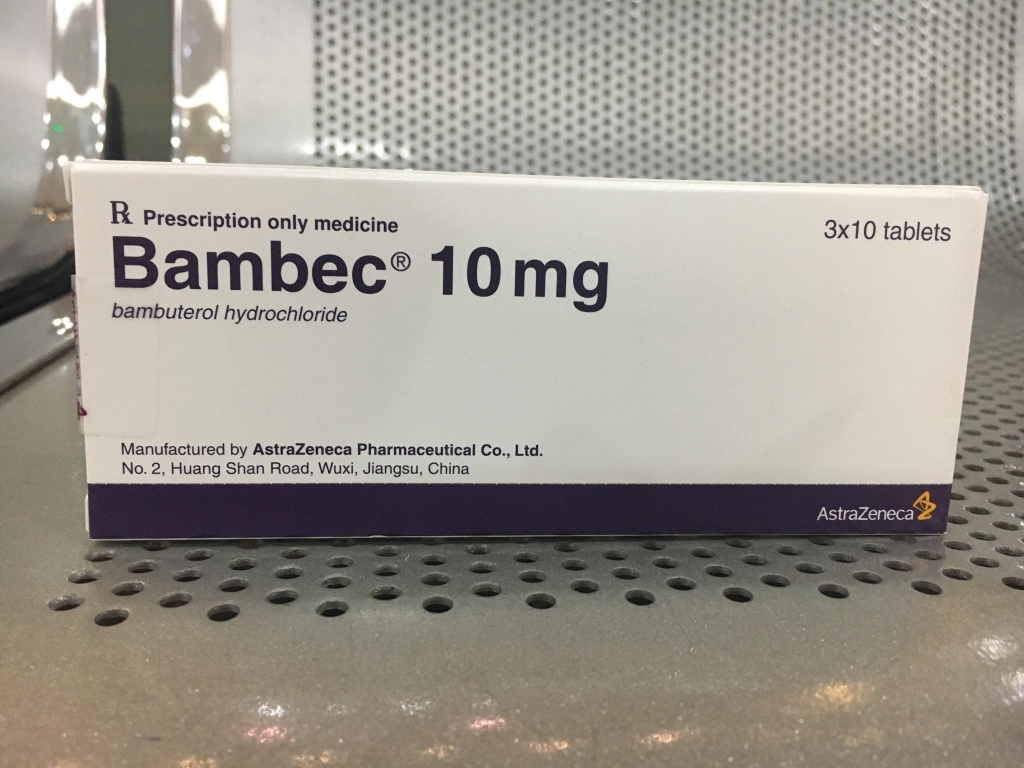 Rx Prescription only medicine
Bambec® 10 mg
bambuterol hydrochloride
3x10 tablets
Manufactured by AstraZeneca Pharmaceutical Co., Ltd.
No. 2, Huang Shan Road, Wuxi, Jiangsu, China
AstraZeneca